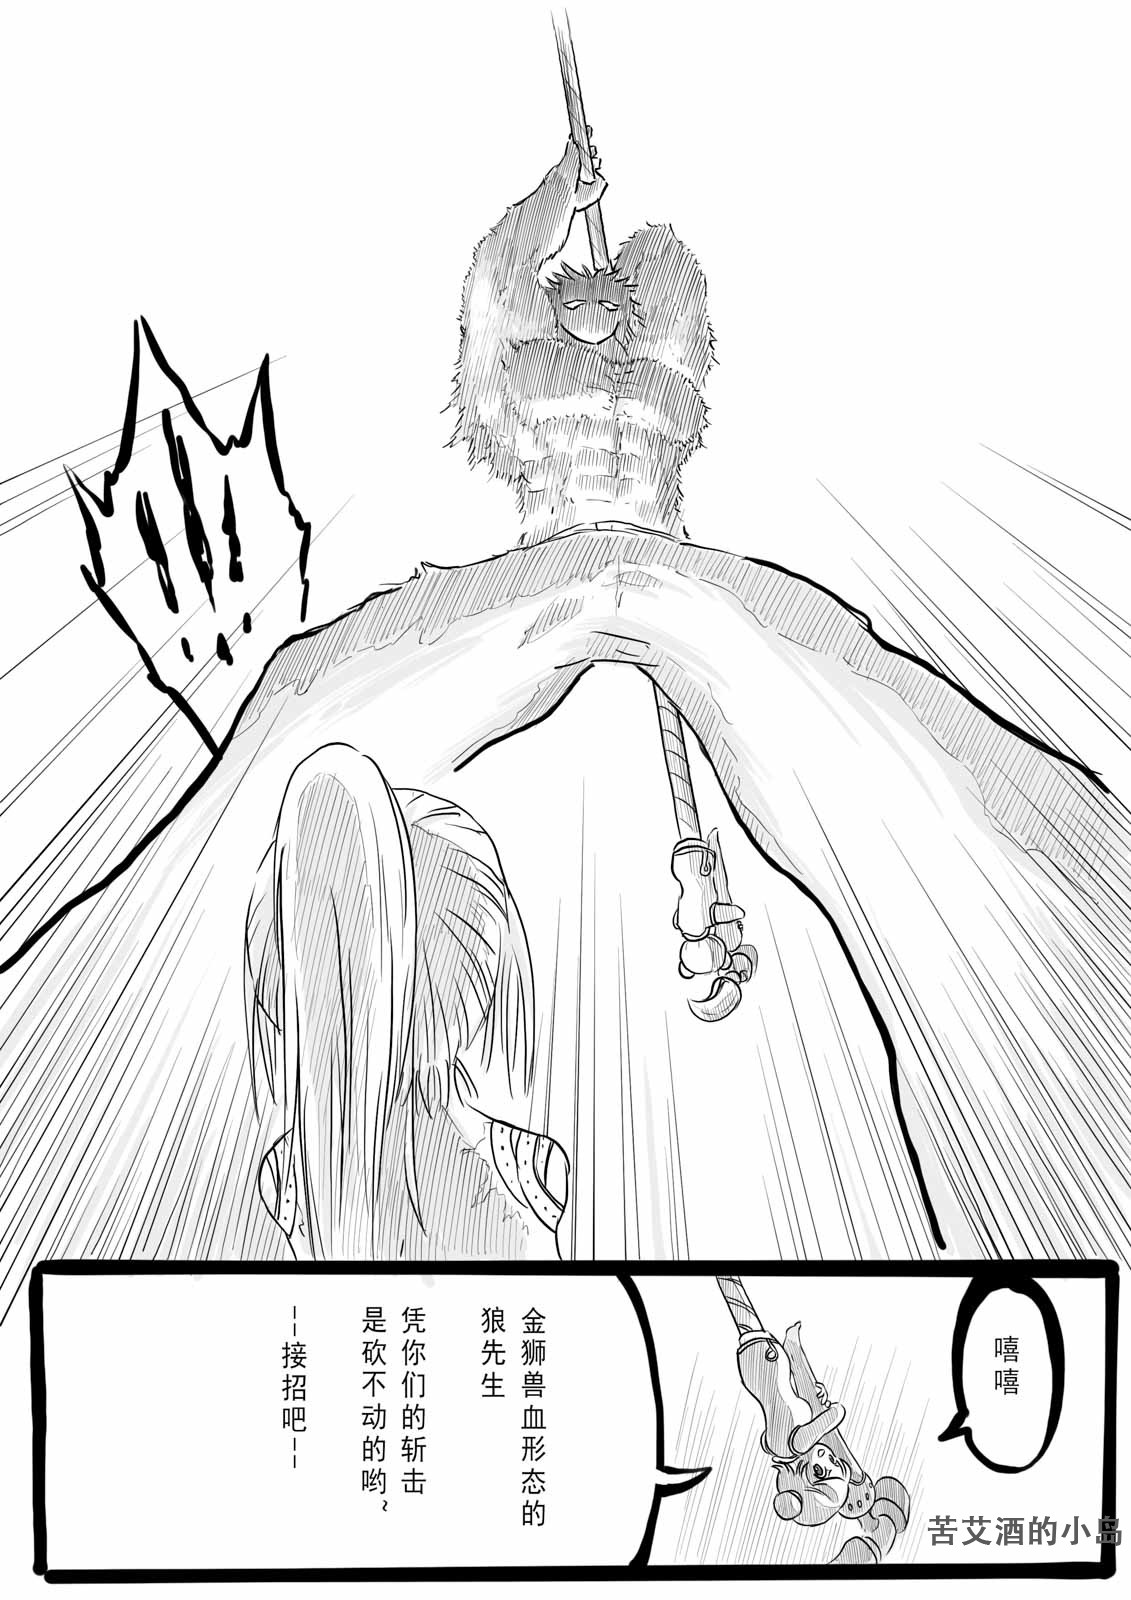 !!!
嘻嘻
金狮兽血形态的
狼先生
凭你们的斩击
是砍不动的哟~
——接招吧——
苦艾酒的小岛